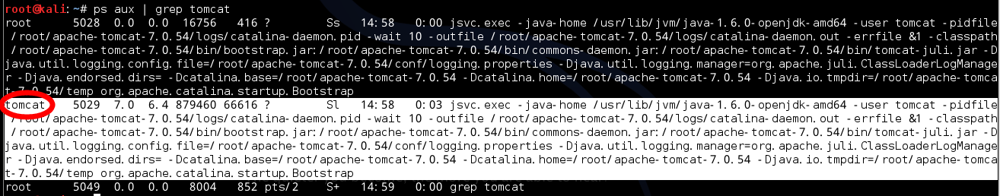 root@kali:~# ps aux | grep tomcat
root      5028  0.0  0.0  16756   416 ?        Ss   14:58   0:00 jsvc.exec -java-home /usr/lib/jvm/java-1.6.0-openjdk-amd64 -user tomcat -pidfile
 /root/apache-tomcat-7.0.54/logs/catalina-daemon.pid -wait 10 -outfile /root/apache-tomcat-7.0.54/logs/catalina-daemon.out -errfile &1 -classpath
 /root/apache-tomcat-7.0.54/bin/bootstrap.jar:/root/apache-tomcat-7.0.54/bin/commons-daemon.jar:/root/apache-tomcat-7.0.54/bin/tomcat-juli.jar -D
java.util.logging.config.file=/root/apache-tomcat-7.0.54/conf/logging.properties -Djava.util.logging.manager=org.apache.juli.ClassLoaderLogManage
r -Djava.endorsed.dirs= -Dcatalina.base=/root/apache-tomcat-7.0.54 -Dcatalina.home=/root/apache-tomcat-7.0.54 -Djava.io.tmpdir=/root/apache-tomca
t-7.0.54/temp org.apache.catalina.startup.Bootstrap
tomcat    5029  7.0  6.4 879460 66616 ?        Sl   14:58   0:03 jsvc.exec -java-home /usr/lib/jvm/java-1.6.0-openjdk-amd64 -user tomcat -pidfile
 /root/apache-tomcat-7.0.54/logs/catalina-daemon.pid -wait 10 -outfile /root/apache-tomcat-7.0.54/logs/catalina-daemon.out -errfile &1 -classpath
 /root/apache-tomcat-7.0.54/bin/bootstrap.jar:/root/apache-tomcat-7.0.54/bin/commons-daemon.jar:/root/apache-tomcat-7.0.54/bin/tomcat-juli.jar -D
java.util.logging.config.file=/root/apache-tomcat-7.0.54/conf/logging.properties -Djava.util.logging.manager=org.apache.juli.ClassLoaderLogManage
r -Djava.endorsed.dirs= -Dcatalina.base=/root/apache-tomcat-7.0.54 -Dcatalina.home=/root/apache-tomcat-7.0.54 -Djava.io.tmpdir=/root/apache-tomca
t-7.0.54/temp org.apache.catalina.startup.Bootstrap
root      5049  0.0  0.0   8004   852 pts/2    S+   14:59   0:00 grep tomcat